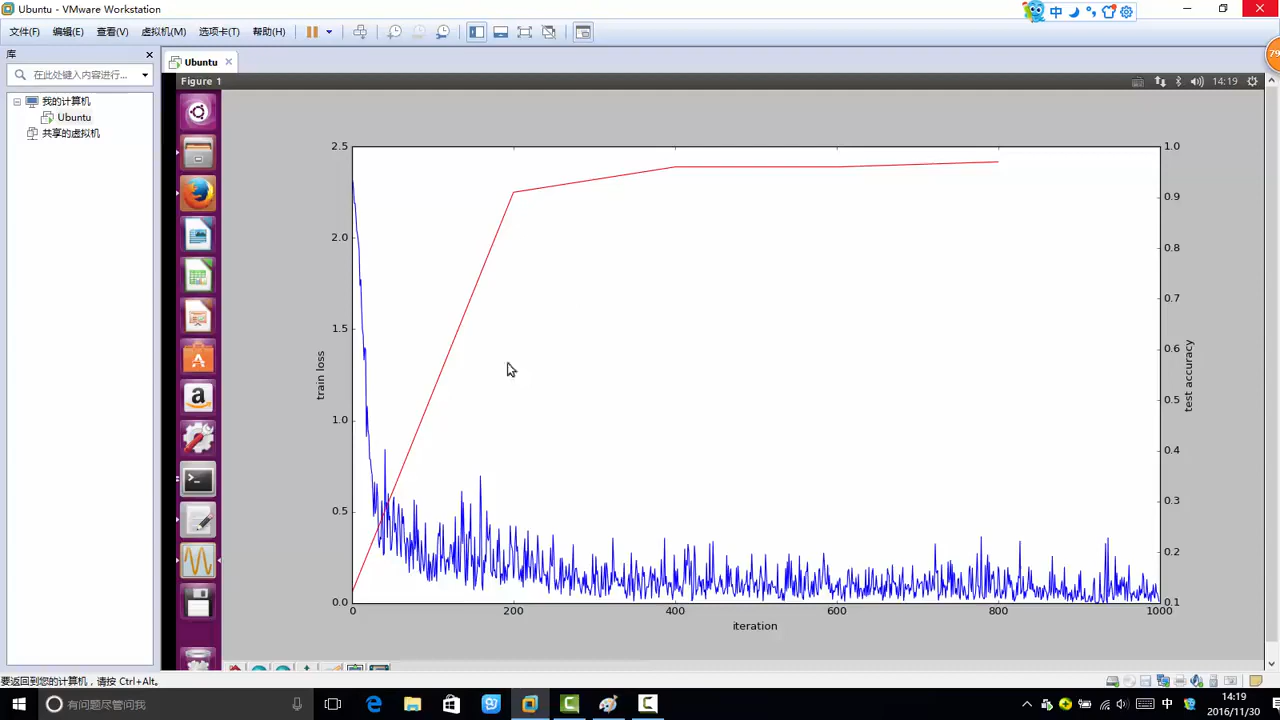 Ubuntu - VMware Workstation
中
文件(F) 编辑(E) 查看(V) 虚拟机(M) 选项卡(T) 帮助(H)
库
在此处键入内容进行...
我的计算机
Ubuntu
共享的虚拟机
Ubuntu
79
Figure 1
14:19
2.5
2.0
1.5
1.0
0.5
0.0
train loss
1.0
0.9
0.8
0.7
0.6
0.5
0.4
0.3
0.2
0.1
test accuracy
0 200 400 600 800 1000
iteration
要返回到您的计算机，请按 Ctrl+Alt。
有问题尽管问我
中
14:19
2016/11/30